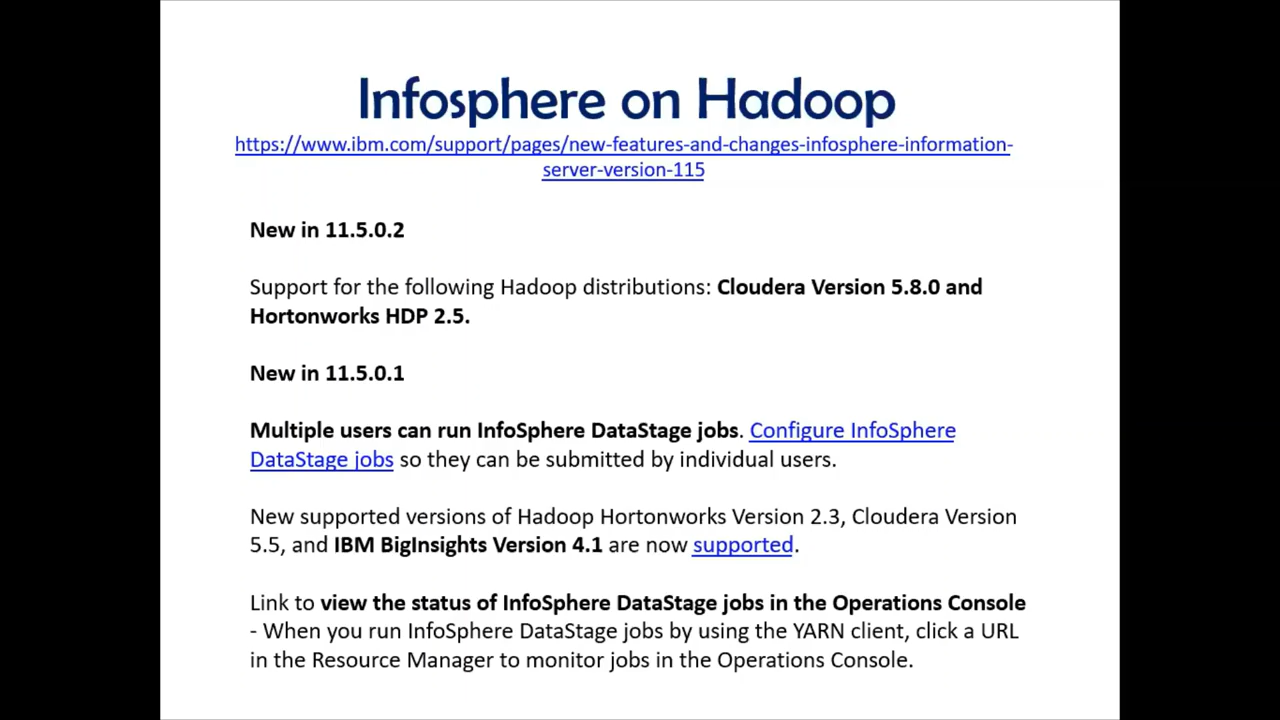 Infosphere on Hadoop
https://www.ibm.com/support/pages/new-features-and-changes-infosphere-information-
server-version-115
New in 11.5.0.2
Support for the following Hadoop distributions: Cloudera Version 5.8.0 and
Hortonworks HDP 2.5.
New in 11.5.0.1
Multiple users can run InfoSphere DataStage jobs. Configure InfoSphere
DataStage jobs so they can be submitted by individual users.
New supported versions of Hadoop Hortonworks Version 2.3, Cloudera Version
5.5, and IBM BigInsights Version 4.1 are now supported.
Link to view the status of InfoSphere DataStage jobs in the Operations Console
- When you run InfoSphere DataStage jobs by using the YARN client, click a URL
in the Resource Manager to monitor jobs in the Operations Console.